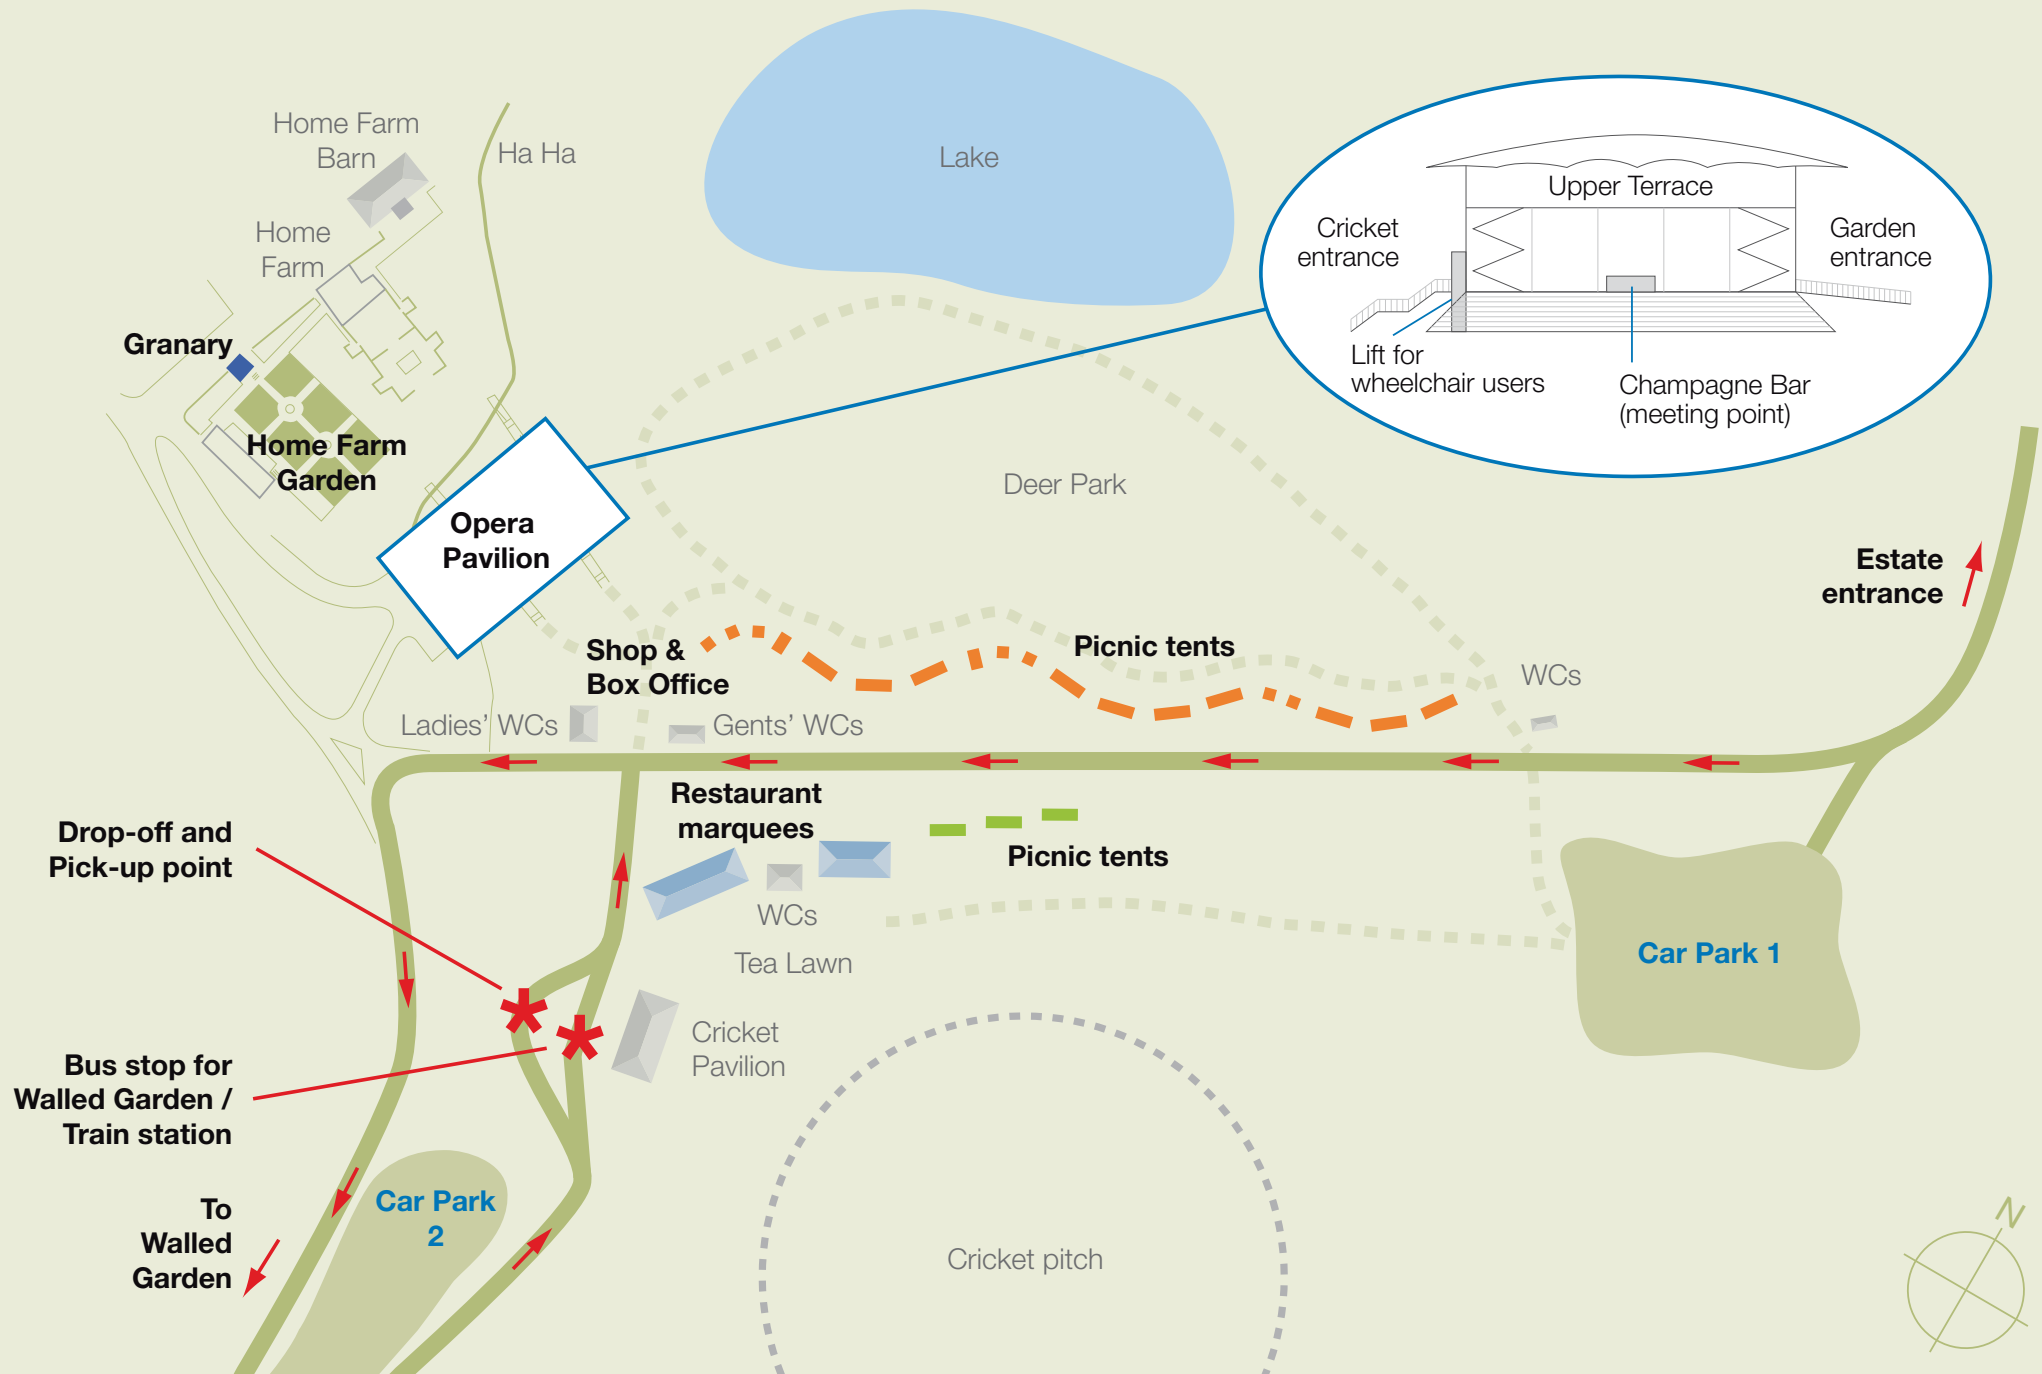 Home Farm
Barn
Ha Ha
Lake
Home
Farm
Upper Terrace
Cricket
entrance
Garden
entrance
Lift for
wheelchair users
Champagne Bar
(meeting point)
Granary
Home Farm
Garden
Opera
Pavilion
Deer Park
Estate
entrance
Shop &
Box Office
Picnic tents
WCs
Ladies’ WCs
Gents’ WCs
Restaurant
marquees
Picnic tents
WCs
Tea Lawn
Drop-off and
Pick-up point
Car Park 1
Cricket
Pavilion
Bus stop for
Walled Garden /
Train station
Car Park
2
To
Walled
Garden
Cricket pitch
N